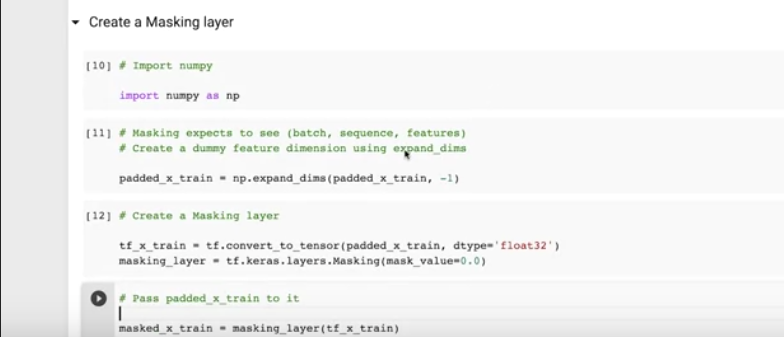 Create a Masking layer
[10] # Import numpy
import numpy as np
[11] # Masking expects to see (batch, sequence, features)
# Create a dummy feature dimension using expand_dims
padded_x_train = np.expand_dims(padded_x_train, -1)
[12] # Create a Masking layer
tf_x_train = tf.convert_to_tensor(padded_x_train, dtype='float32')
masking_layer = tf.keras.layers.Masking(mask_value=0.0)
# Pass padded_x_train to it
masked_x_train = masking_layer(tf_x_train)